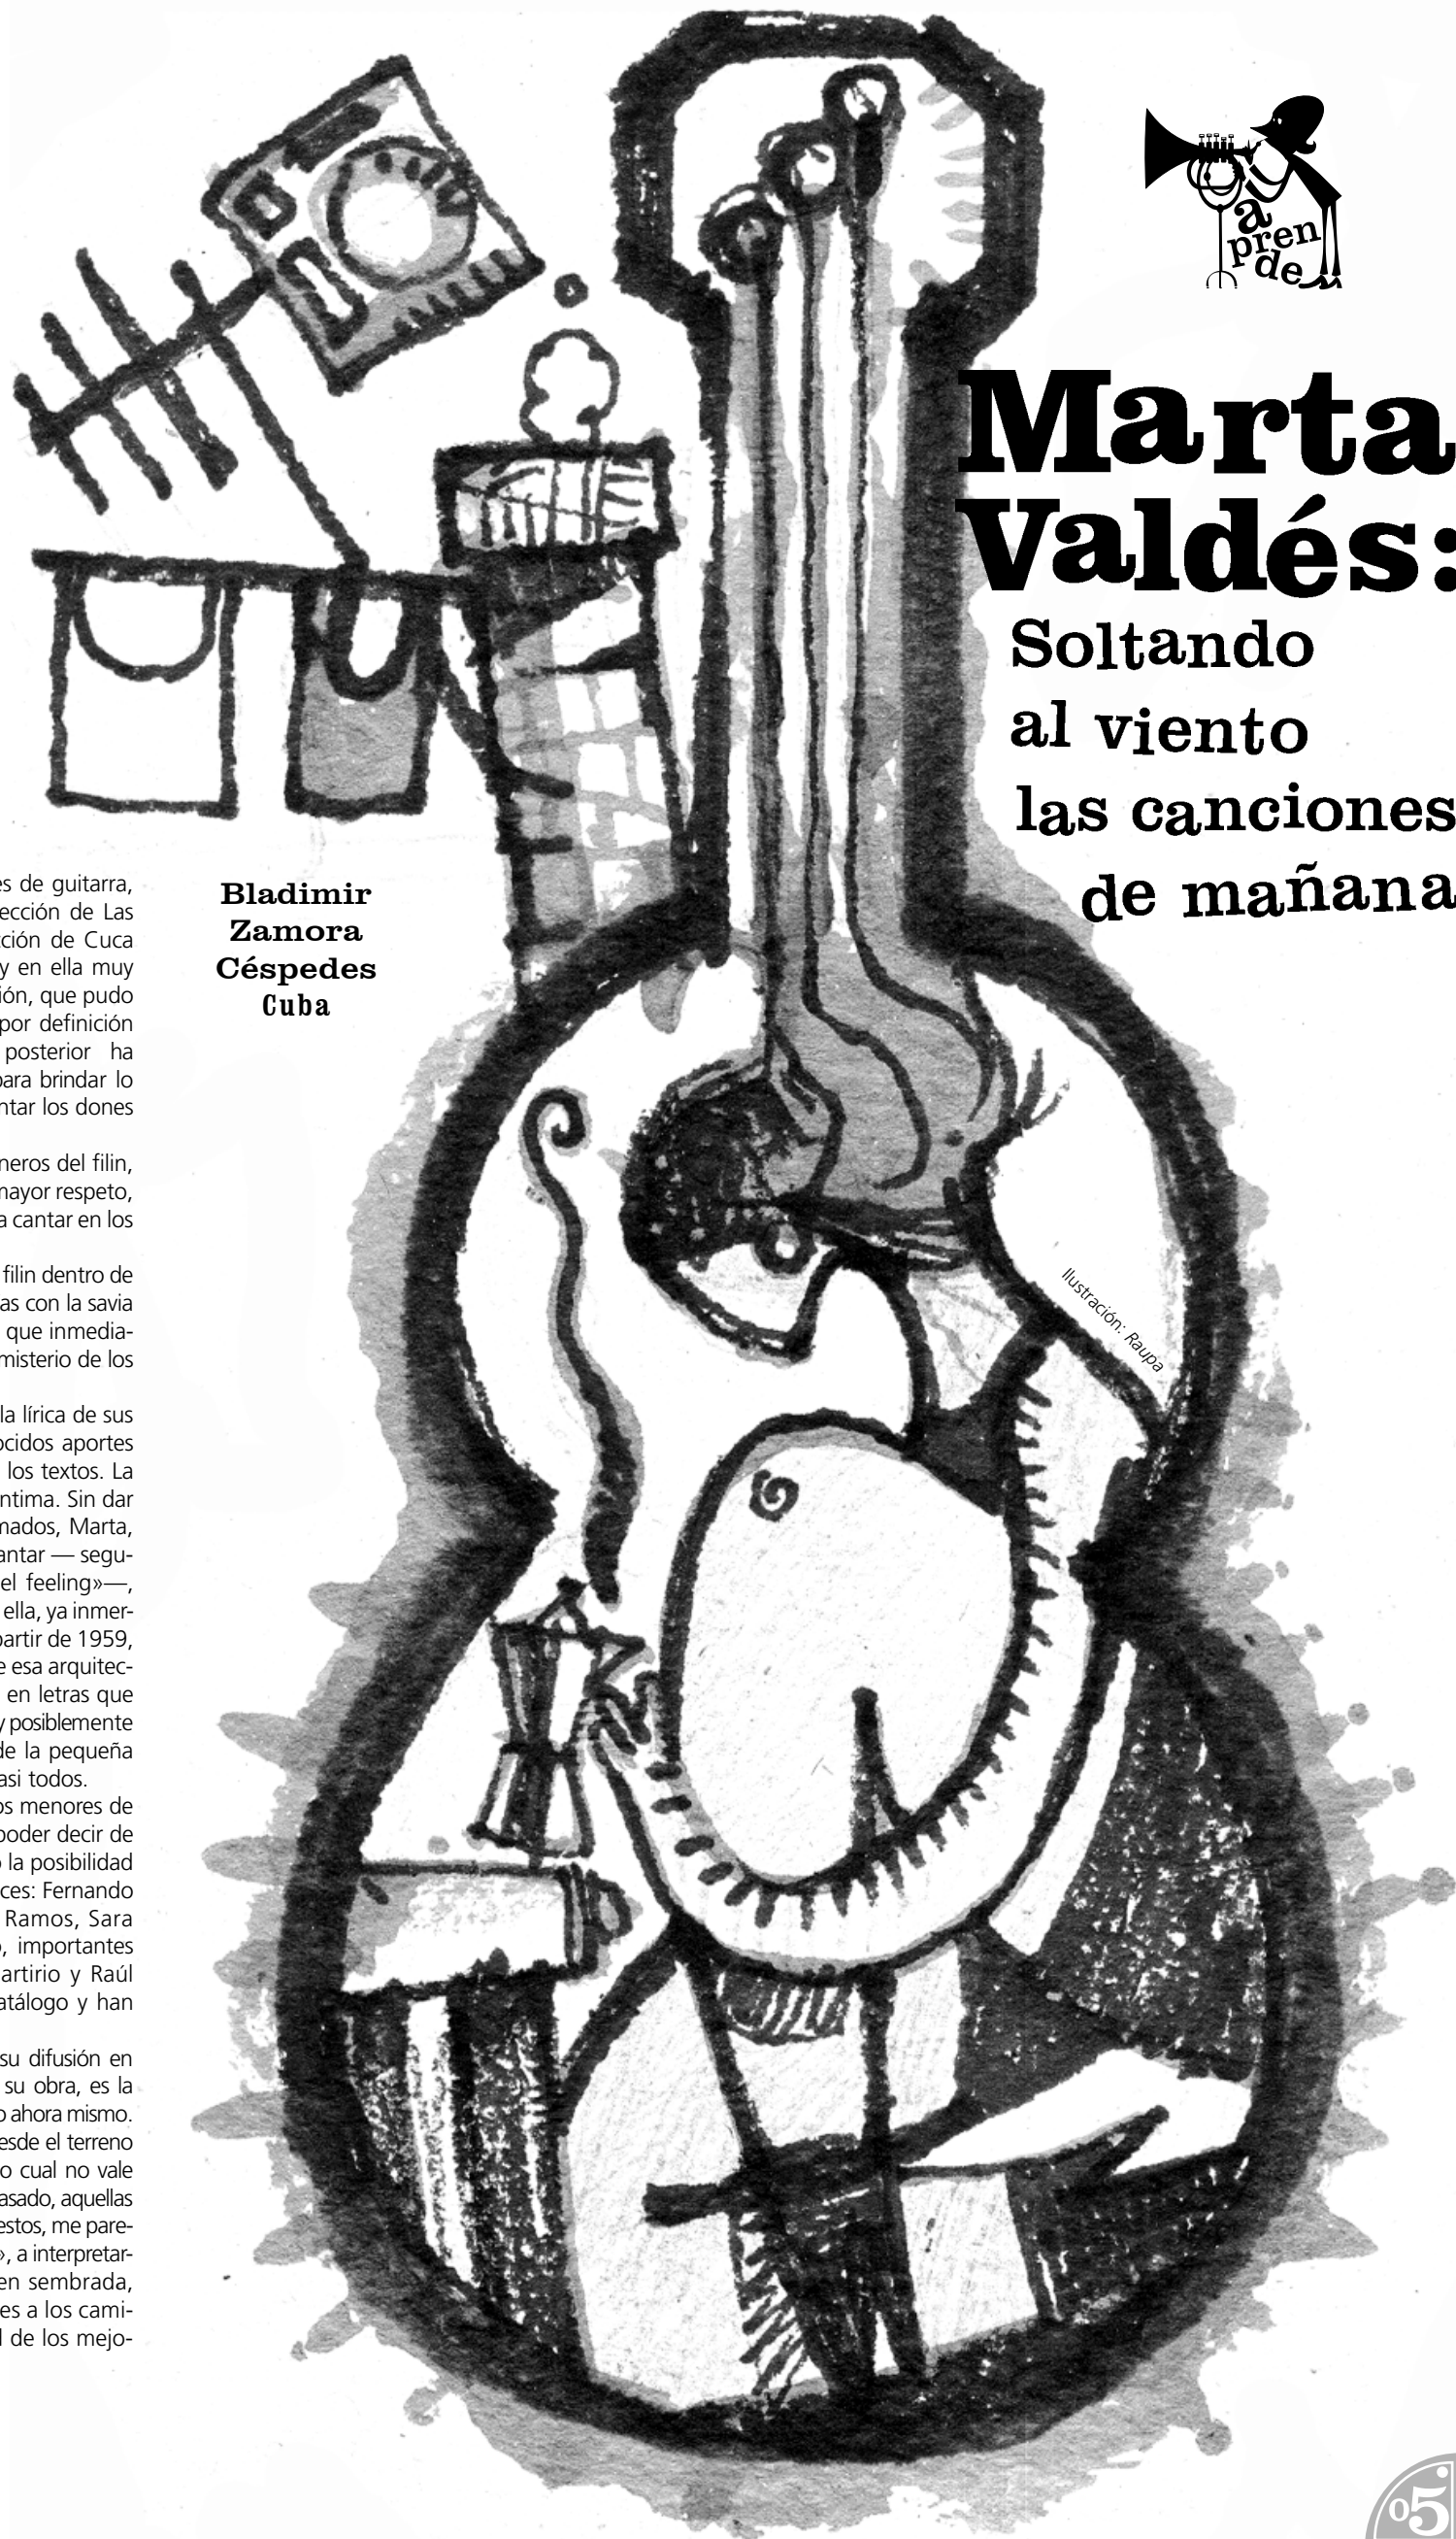 a
pren
de
Marta
Valdés:
Soltando
al viento
las canciones
de mañana
Bladimir
Zamora
Céspedes
Cuba
es de guitarra,
ección de Las
ción de Cuca
y en ella muy
ión, que pudo
por definición
posterior ha
para brindar lo
ntar los dones
neros del filin,
mayor respeto,
a cantar en los
filin dentro de
as con la savia
que inmedia-
misterio de los
la lírica de sus
ocidos aportes
los textos. La
ntima. Sin dar
mados, Marta,
antar — segu-
el feeling»—,
ella, ya inmer-
partir de 1959,
e esa arquitec-
en letras que
y posiblemente
de la pequeña
asi todos.
os menores de
poder decir de
o la posibilidad
ces: Fernando
Ramos, Sara
o, importantes
artirio y Raúl
atálogo y han
su difusión en
su obra, es la
o ahora mismo.
esde el terreno
o cual no vale
asado, aquellas
estos, me pare-
», a interpretar-
en sembrada,
es a los cami-
l de los mejo-
Ilustración: Raupa
05